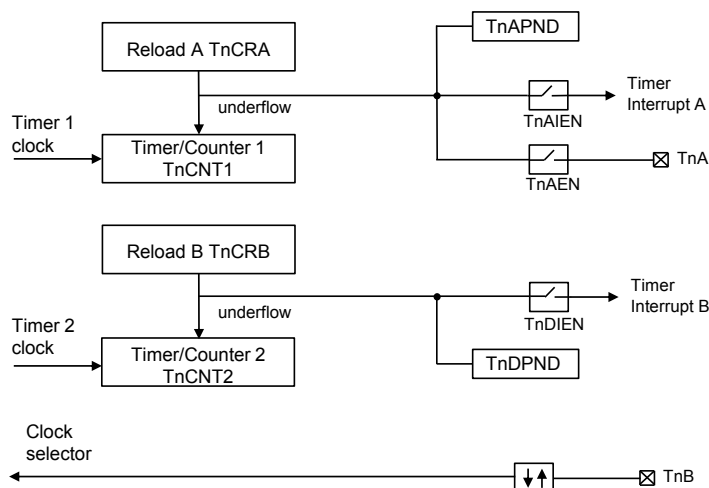 Reload A TnCRA
TnAPND
underflow
TnAIEN
Timer
Interrupt A
Timer 1
clock
Timer/Counter 1
TnCNT1
TnAEN
TnA
Reload B TnCRB
underflow
TnDIEN
Timer
Interrupt B
Timer 2
clock
Timer/Counter 2
TnCNT2
TnDPND
Clock
selector
TnB